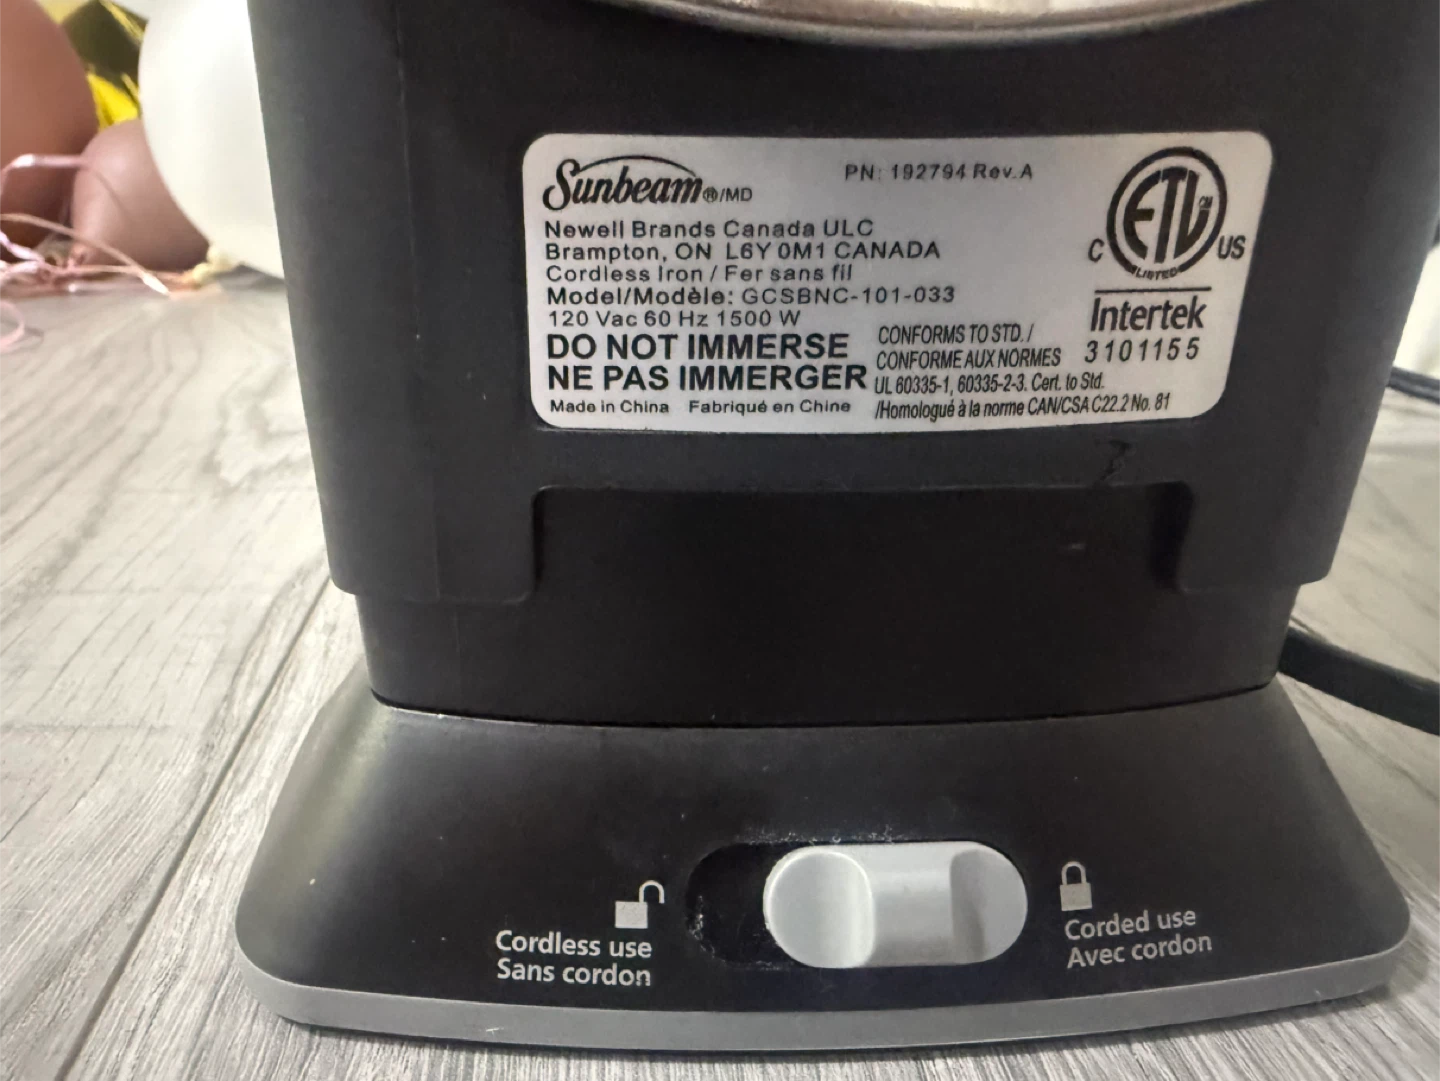 Sunbeam®/MD
PN: 192794 Rev.A
Newell Brands Canada ULC
Brampton, ON L6Y 0M1 CANADA
Cordless Iron / Fer sans fil
Model/Modèle: GCSBNC-101-033
120 Vac 60 Hz 1500 W
DO NOT IMMERSE
NE PAS IMMERGER
Made in China Fabriqué en Chine
CONFORMS TO STD. /
CONFORME AUX NORMES
UL 60335-1, 60335-2-3. Cert. to Std.
/Homologué à la norme CAN/CSA C22.2 No. 81
ETL CM
C US
LISTED
Intertek
3101155
Cordless use
Sans cordon
Corded use
Avec cordon